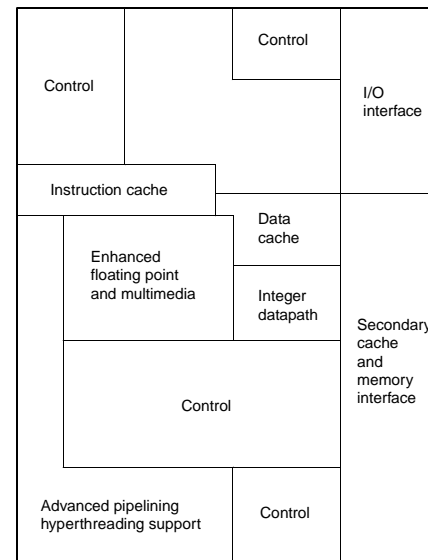 Control
Control
I/O
interface
Instruction cache
Data
cache
Enhanced
floating point
and multimedia
Integer
datapath
Secondary
cache
and
memory
interface
Control
Advanced pipelining
hyperthreading support
Control